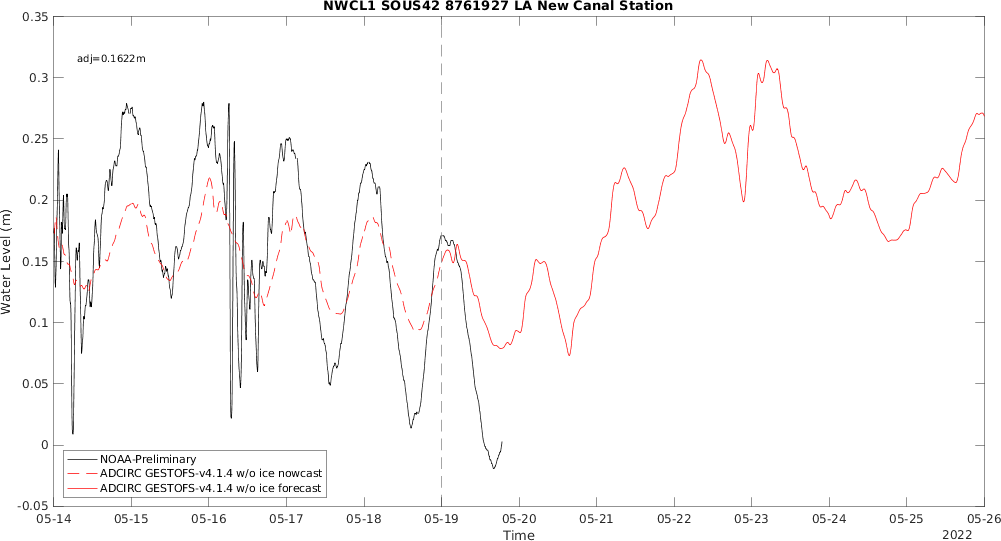 NWCL1 SOUS42 8761927 LA New Canal Station
adj=0.1622m
0.35
0.3
0.25
0.2
0.15
0.1
0.05
0
-0.05
Water Level (m)
NOAA-Preliminary
ADCIRC GESTOFS-v4.1.4 w/o ice nowcast
ADCIRC GESTOFS-v4.1.4 w/o ice forecast
05-14 05-15 05-16 05-17 05-18 05-19 05-20 05-21 05-22 05-23 05-24 05-25 05-26
Time
2022